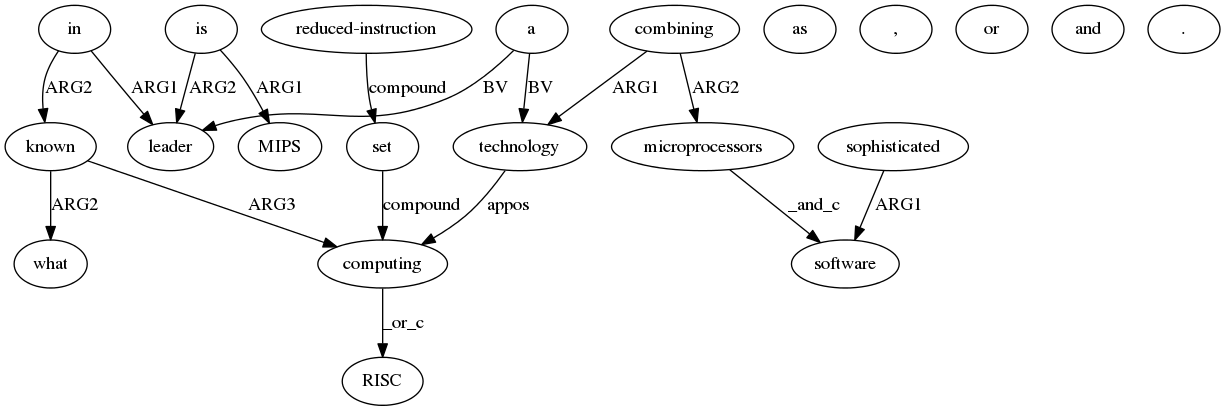 in is reduced-instruction a combining as , or and .
ARG2 ARG1 ARG2 ARG1 compound BV BV ARG1 ARG2
known leader MIPS set technology microprocessors sophisticated
ARG2 ARG3 compound appos _and_c ARG1
what computing software
_or_c
RISC